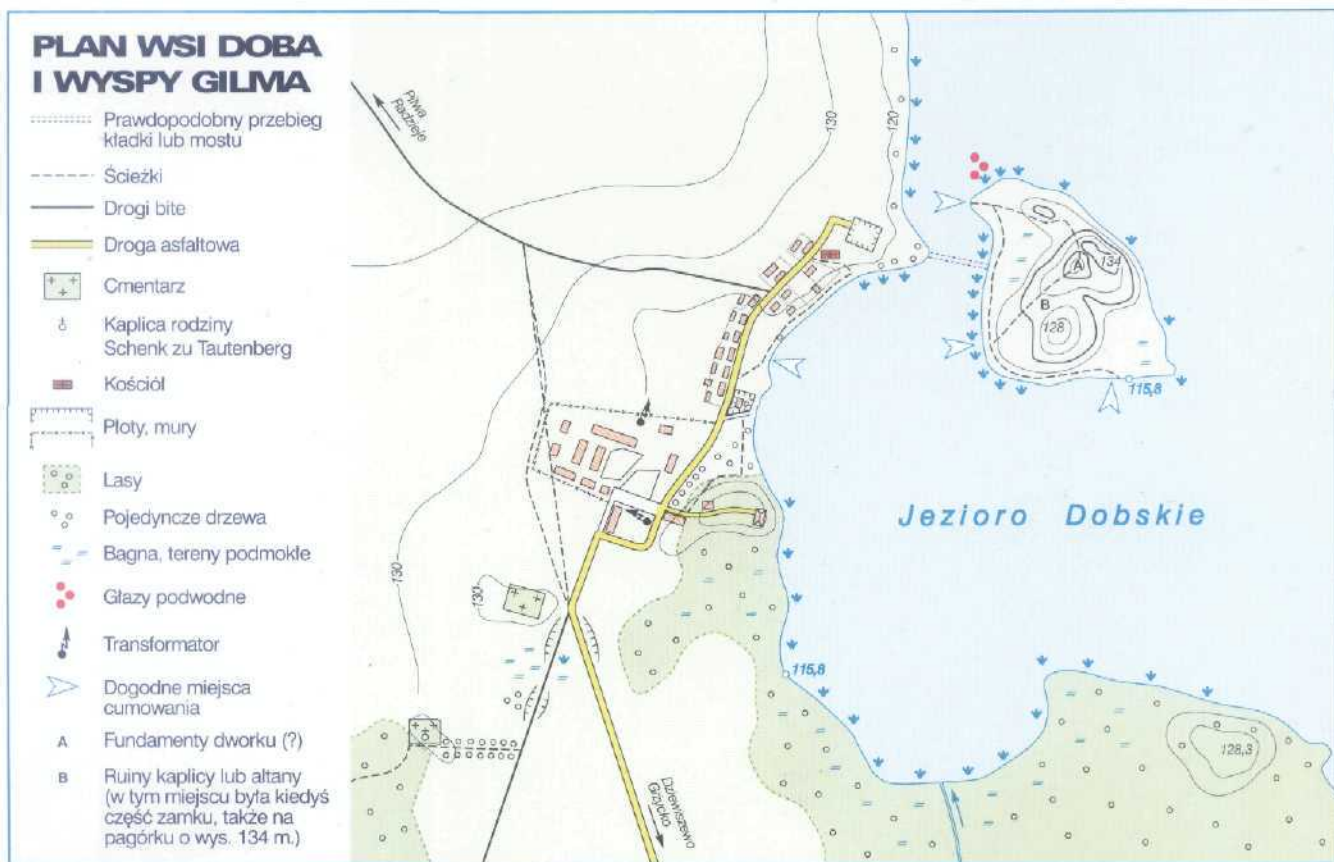 PLAN WSI DOBA
I WYSPY GILMA
Prawdopodobny przebieg
kładki lub mostu
Ścieżki
Drogi bite
Droga asfaltowa
Cmentarz
Kaplica rodziny
Schenk zu Tautenberg
Kościół
Płoty, mury
Lasy
Pojedyncze drzewa
Bagna, tereny podmokłe
Głazy podwodne
Transformator
Dogodne miejsca
cumowania
A Fundamenty dworku (?)
B Ruiny kaplicy lub altany
(w tym miejscu była kiedyś
część zamku, także na
pagórku o wys. 134 m.)
Pilwa
Radzieje
130
120
A
134
B
128
115,8
Jezioro Dobskie
130
130
115,8
128,3
Dziewiszewo
Grzycko